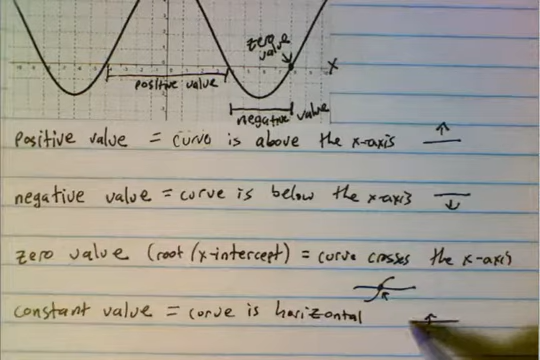 zero value
X
positive value
negative value
positive value = curve is above the x-axis
negative value = curve is below the x-axis
zero value (root/x-intercept) = curve crosses the x-axis
constant value = curve is horizontal